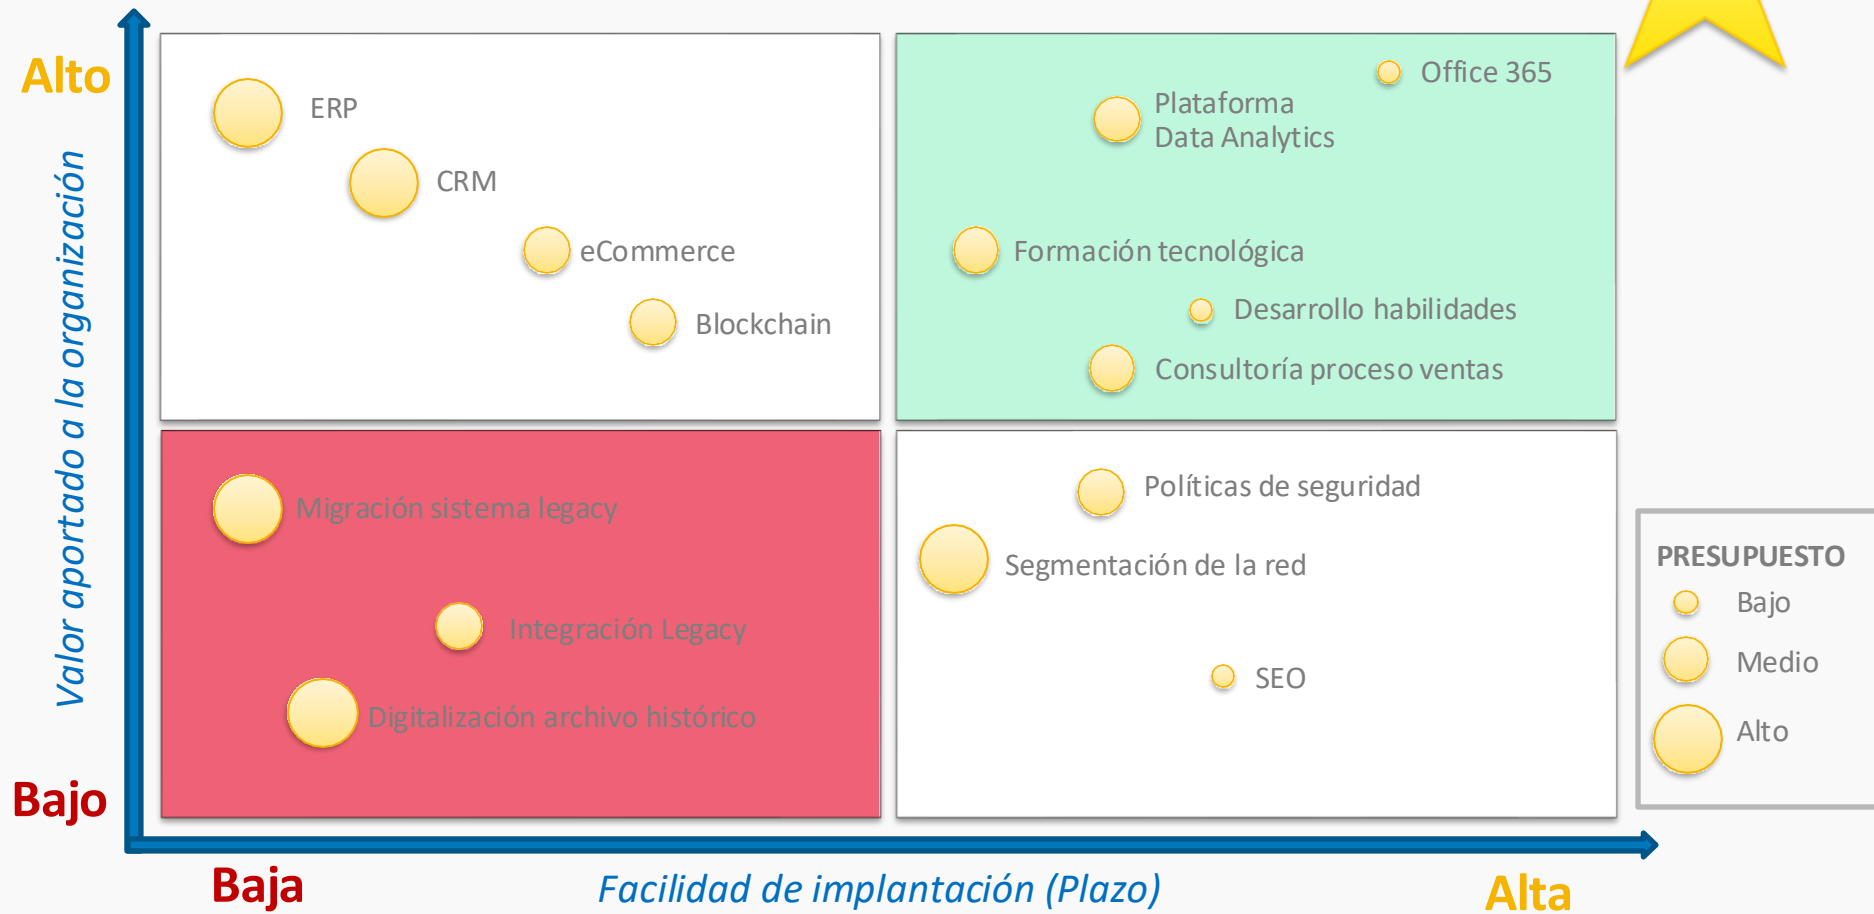 Alto
Valor aportado a la organización
Bajo
ERP
CRM
eCommerce
Blockchain
Office 365
Plataforma
Data Analytics
Formación tecnológica
Desarrollo habilidades
Consultoría proceso ventas
Migración sistema legacy
Integración Legacy
Digitalización archivo histórico
Políticas de seguridad
Segmentación de la red
SEO
PRESUPUESTO
Bajo
Medio
Alto
Baja
Facilidad de implantación (Plazo)
Alta